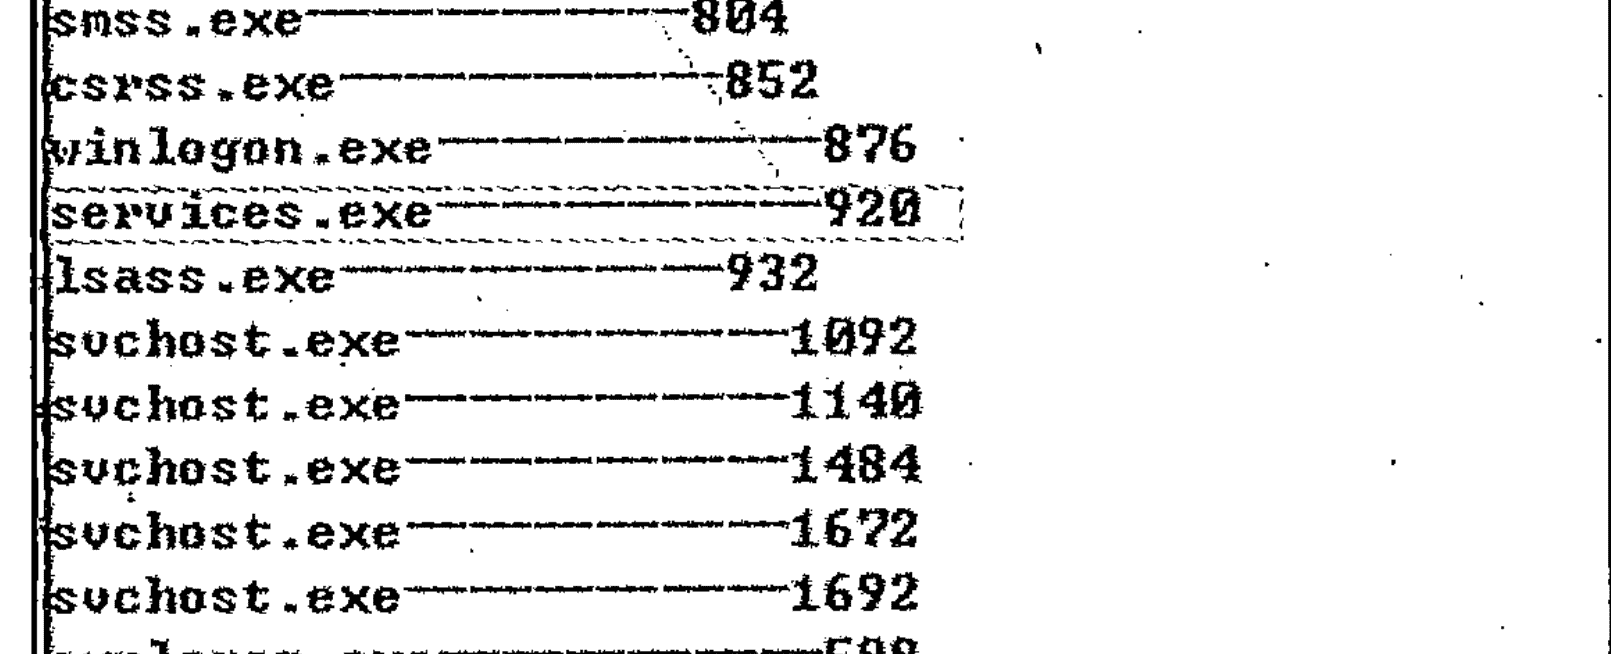 smss.exe------------804
csrss.exe------------852
winlogon.exe------------876
services.exe------------920
lsass.exe------------932
svchost.exe------------1092
svchost.exe------------1140
svchost.exe------------1484
svchost.exe------------1672
svchost.exe------------1692